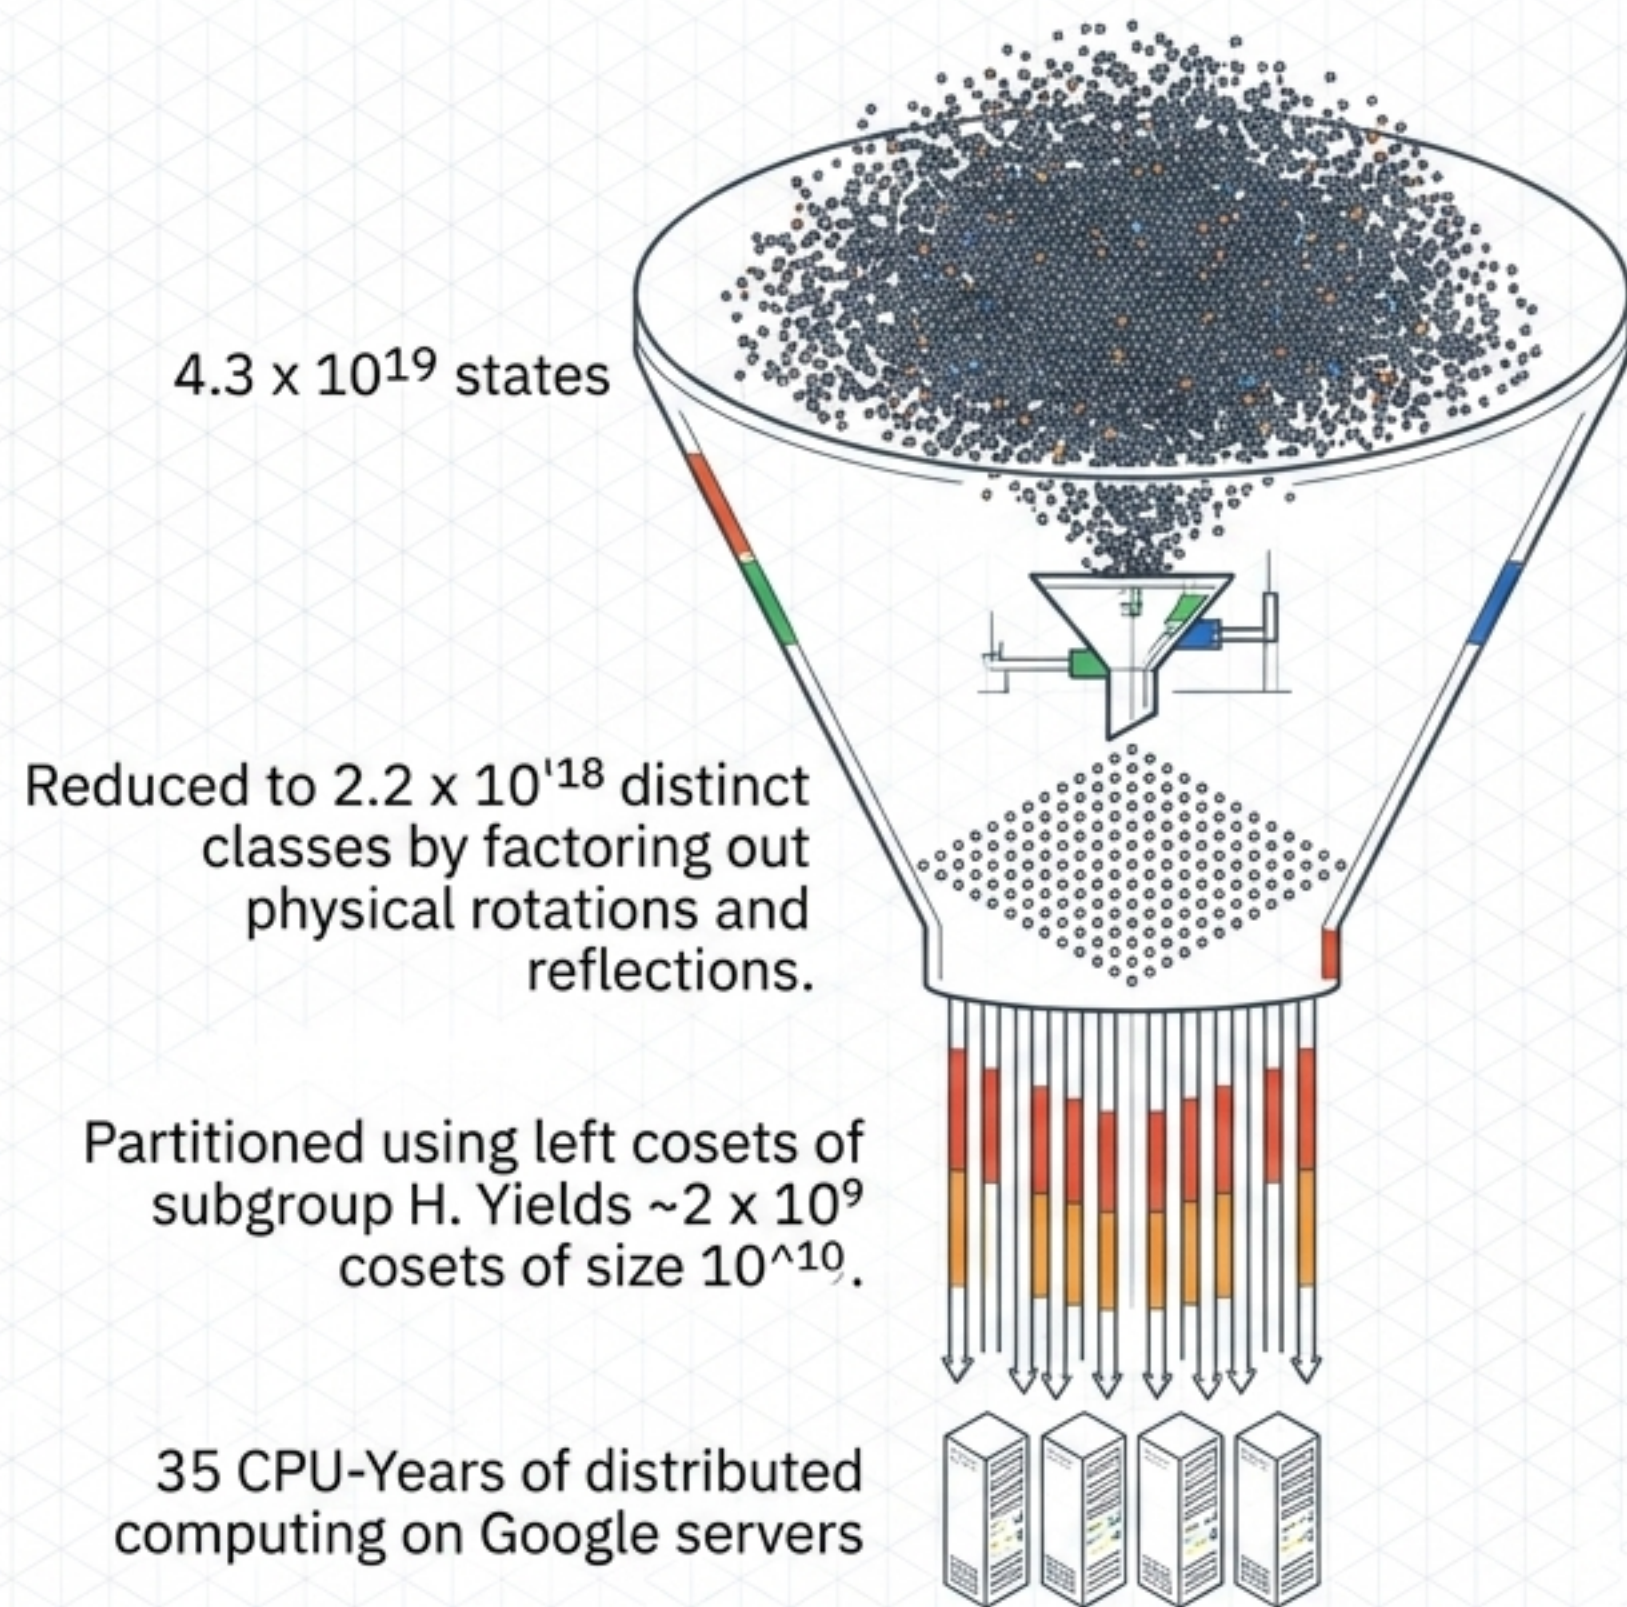 4.3 x 10¹⁹ states
Reduced to 2.2 x 10'¹⁸ distinct
classes by factoring out
physical rotations and
reflections.
Partitioned using left cosets of
subgroup H. Yields ~2 x 10⁹
cosets of size 10^¹⁰.
35 CPU-Years of distributed
computing on Google servers